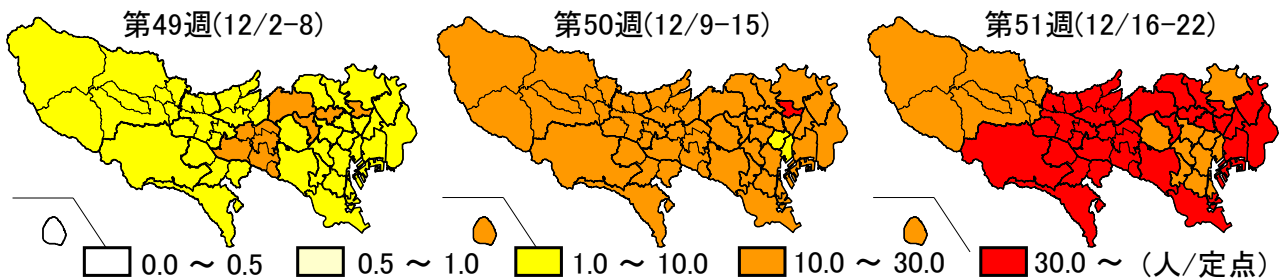 第49週(12/2-8) 第50週(12/9-15) 第51週(12/16-22)
0.0 ～ 0.5 0.5 ～ 1.0 1.0 ～ 10.0 10.0 ～ 30.0 30.0 ～ (人/定点)